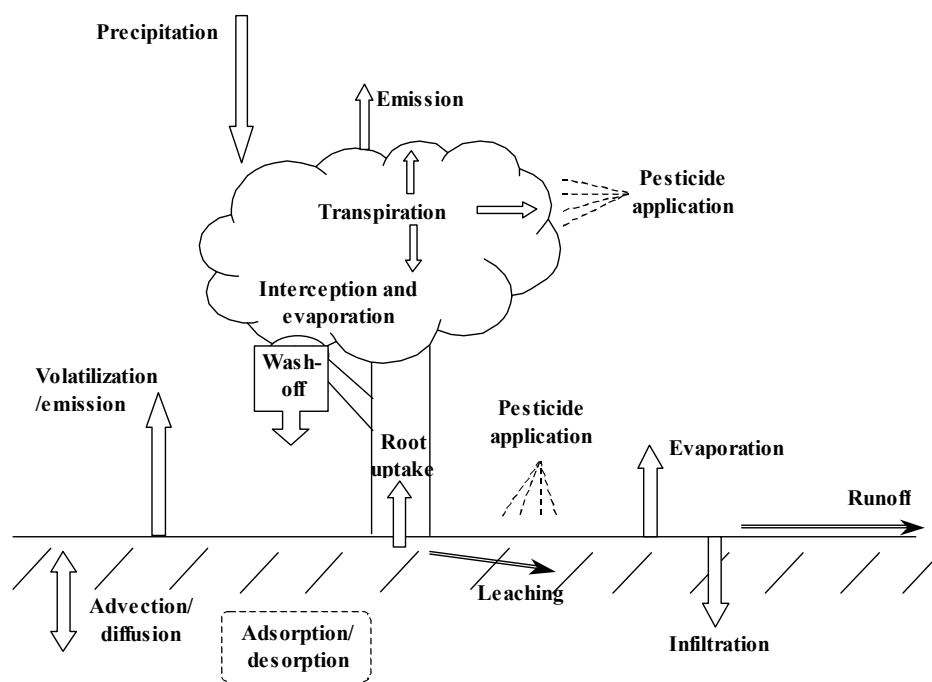 Precipitation
Emission
Pesticide
application
Transpiration
Interception and
evaporation
Wash-
off
Volatilization
/emission
Pesticide
application
Root
uptake
Evaporation
Runoff
Leaching
Advection/
diffusion
Adsorption/
desorption
Infiltration